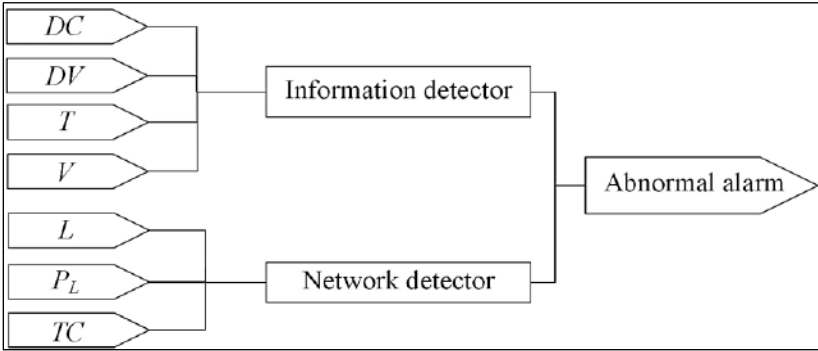 DC
DV
T
V
Information detector
L
P_L
TC
Network detector
Abnormal alarm